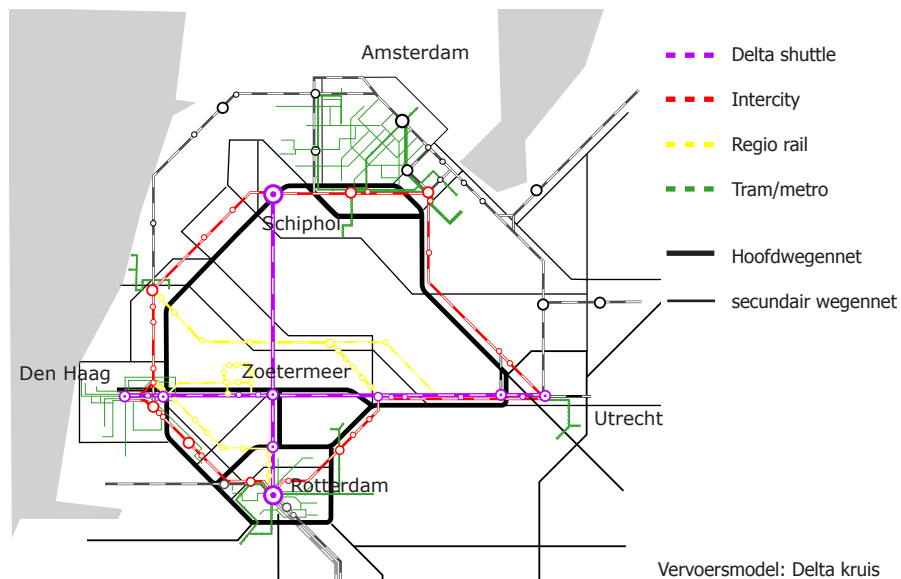 Amsterdam
Delta shuttle
Intercity
Regio rail
Tram/metro
Schiphol
Hoofdwegennet
secundair wegennet
Den Haag
Zoetermeer
Utrecht
Rotterdam
Vervoersmodel: Delta kruis